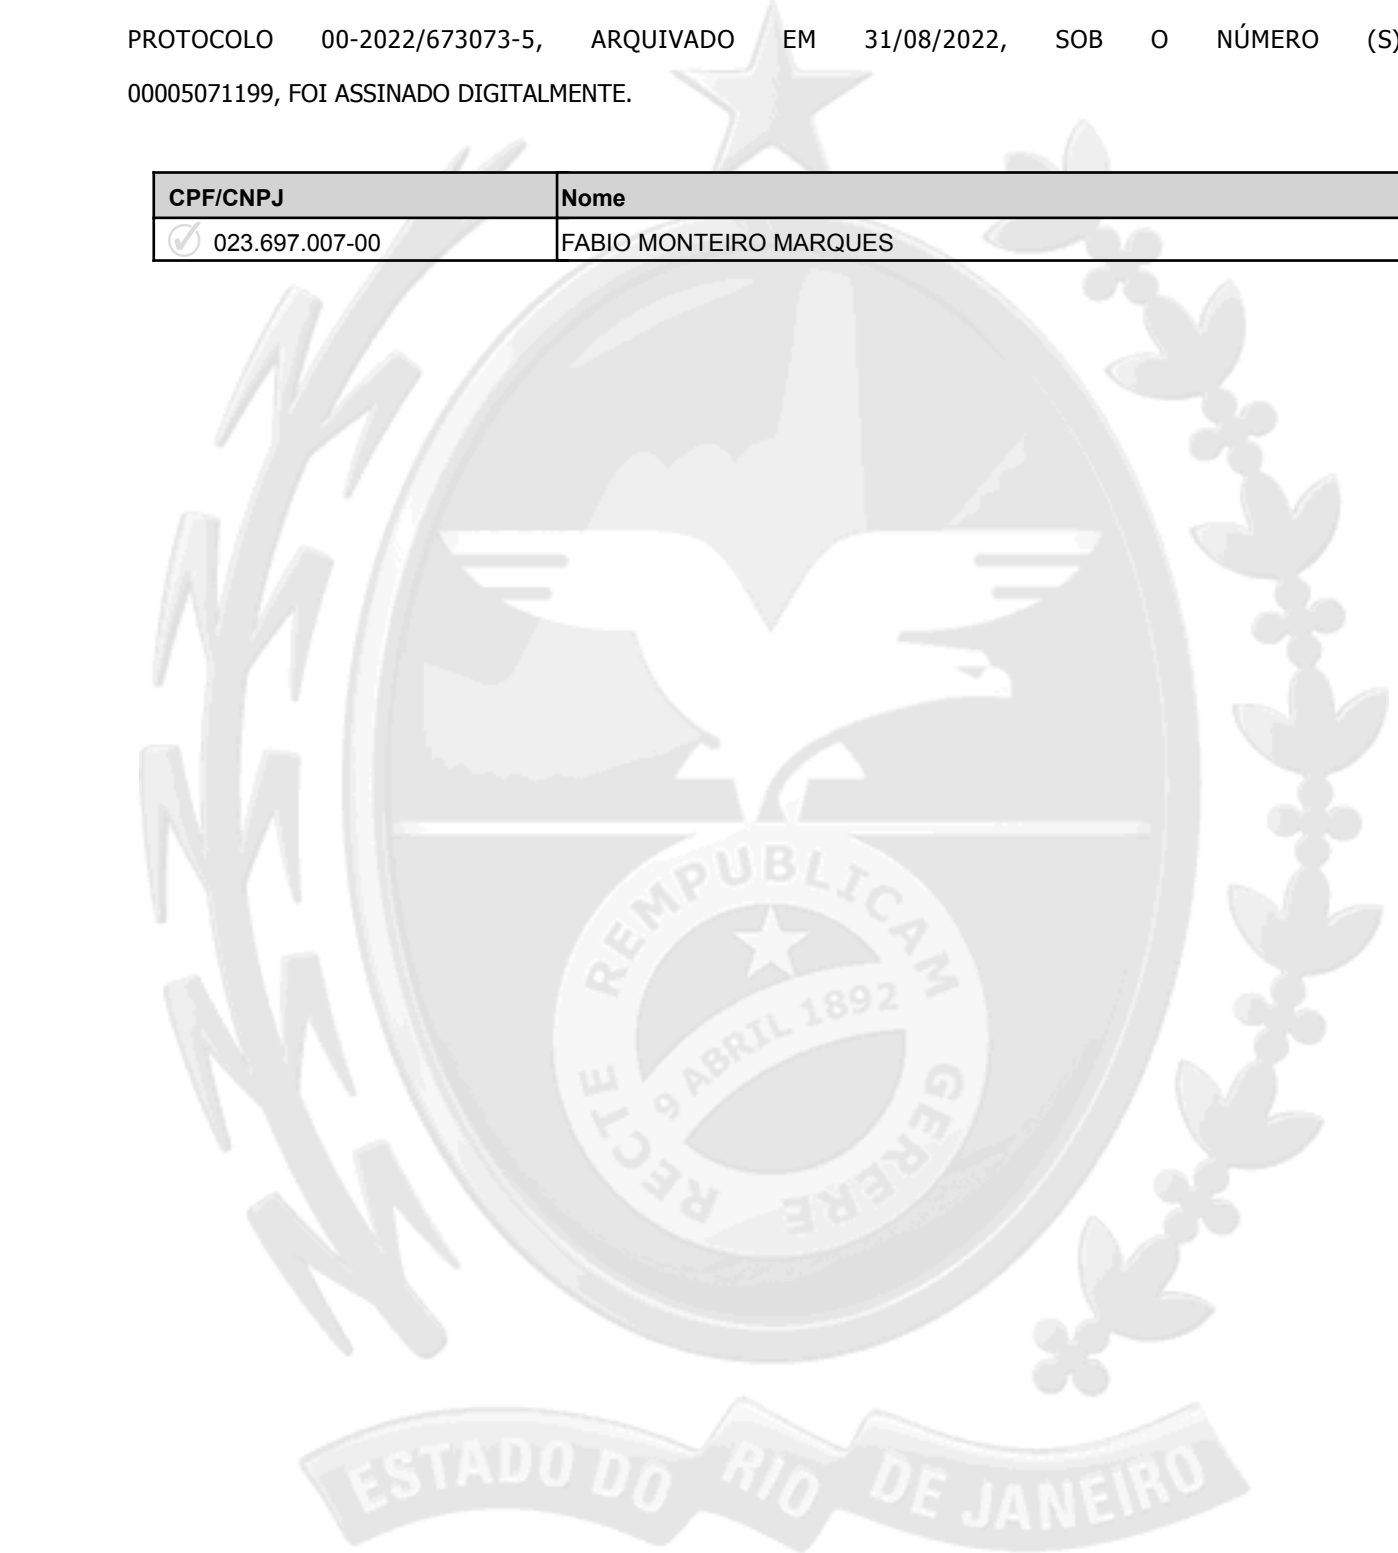 PROTOCOLO 00-2022/673073-5, ARQUIVADO EM 31/08/2022, SOB O NÚMERO (S)
00005071199, FOI ASSINADO DIGITALMENTE.
CPF/CNPJ Nome
023.697.007-00 FABIO MONTEIRO MARQUES
REMPUBLICAM
9 ABRIL 1892
RECTE GERERE
ESTADO DO RIO DE JANEIRO